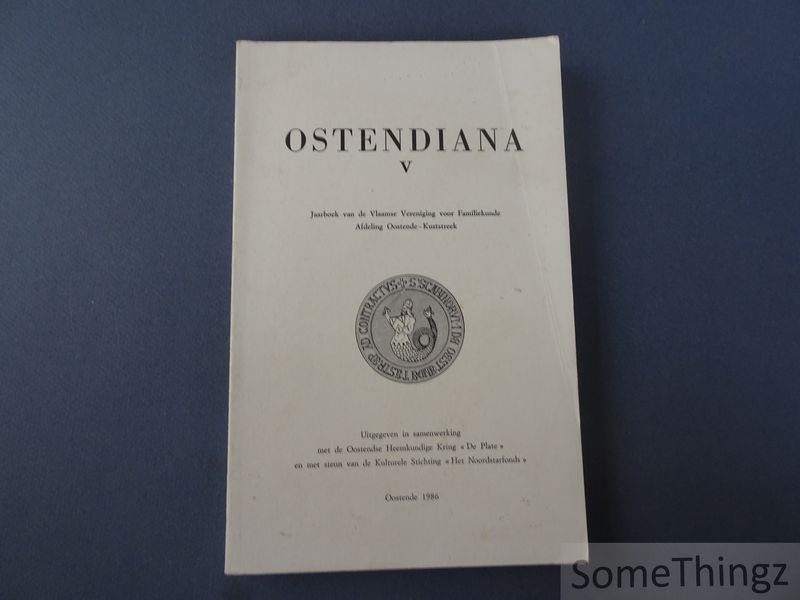 OSTENDIANA
V
Jaarboek van de Vlaamse Vereniging voor Familiekunde
Afdeling Oostende - Kuststreek
CONTRACTVS
Uitgegeven in samenwerking
met de Oostendse Heemkundige Kring « De Plate »
en met steun van de Kulturele Stichting « Het Noordstarfonds »
Oostende 1986
SomeThingz